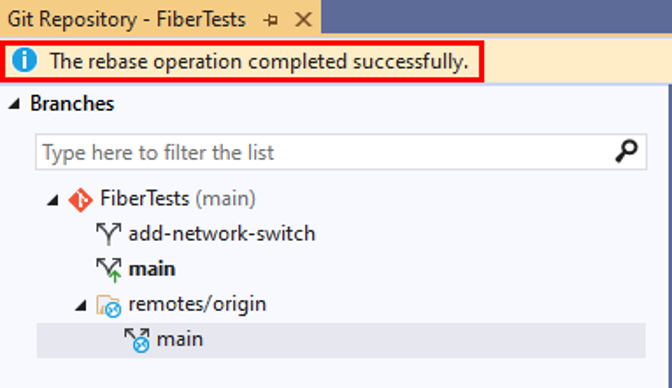 Git Repository - FiberTests
The rebase operation completed successfully.
Branches
Type here to filter the list
FiberTests (main)
add-network-switch
main
remotes/origin
main